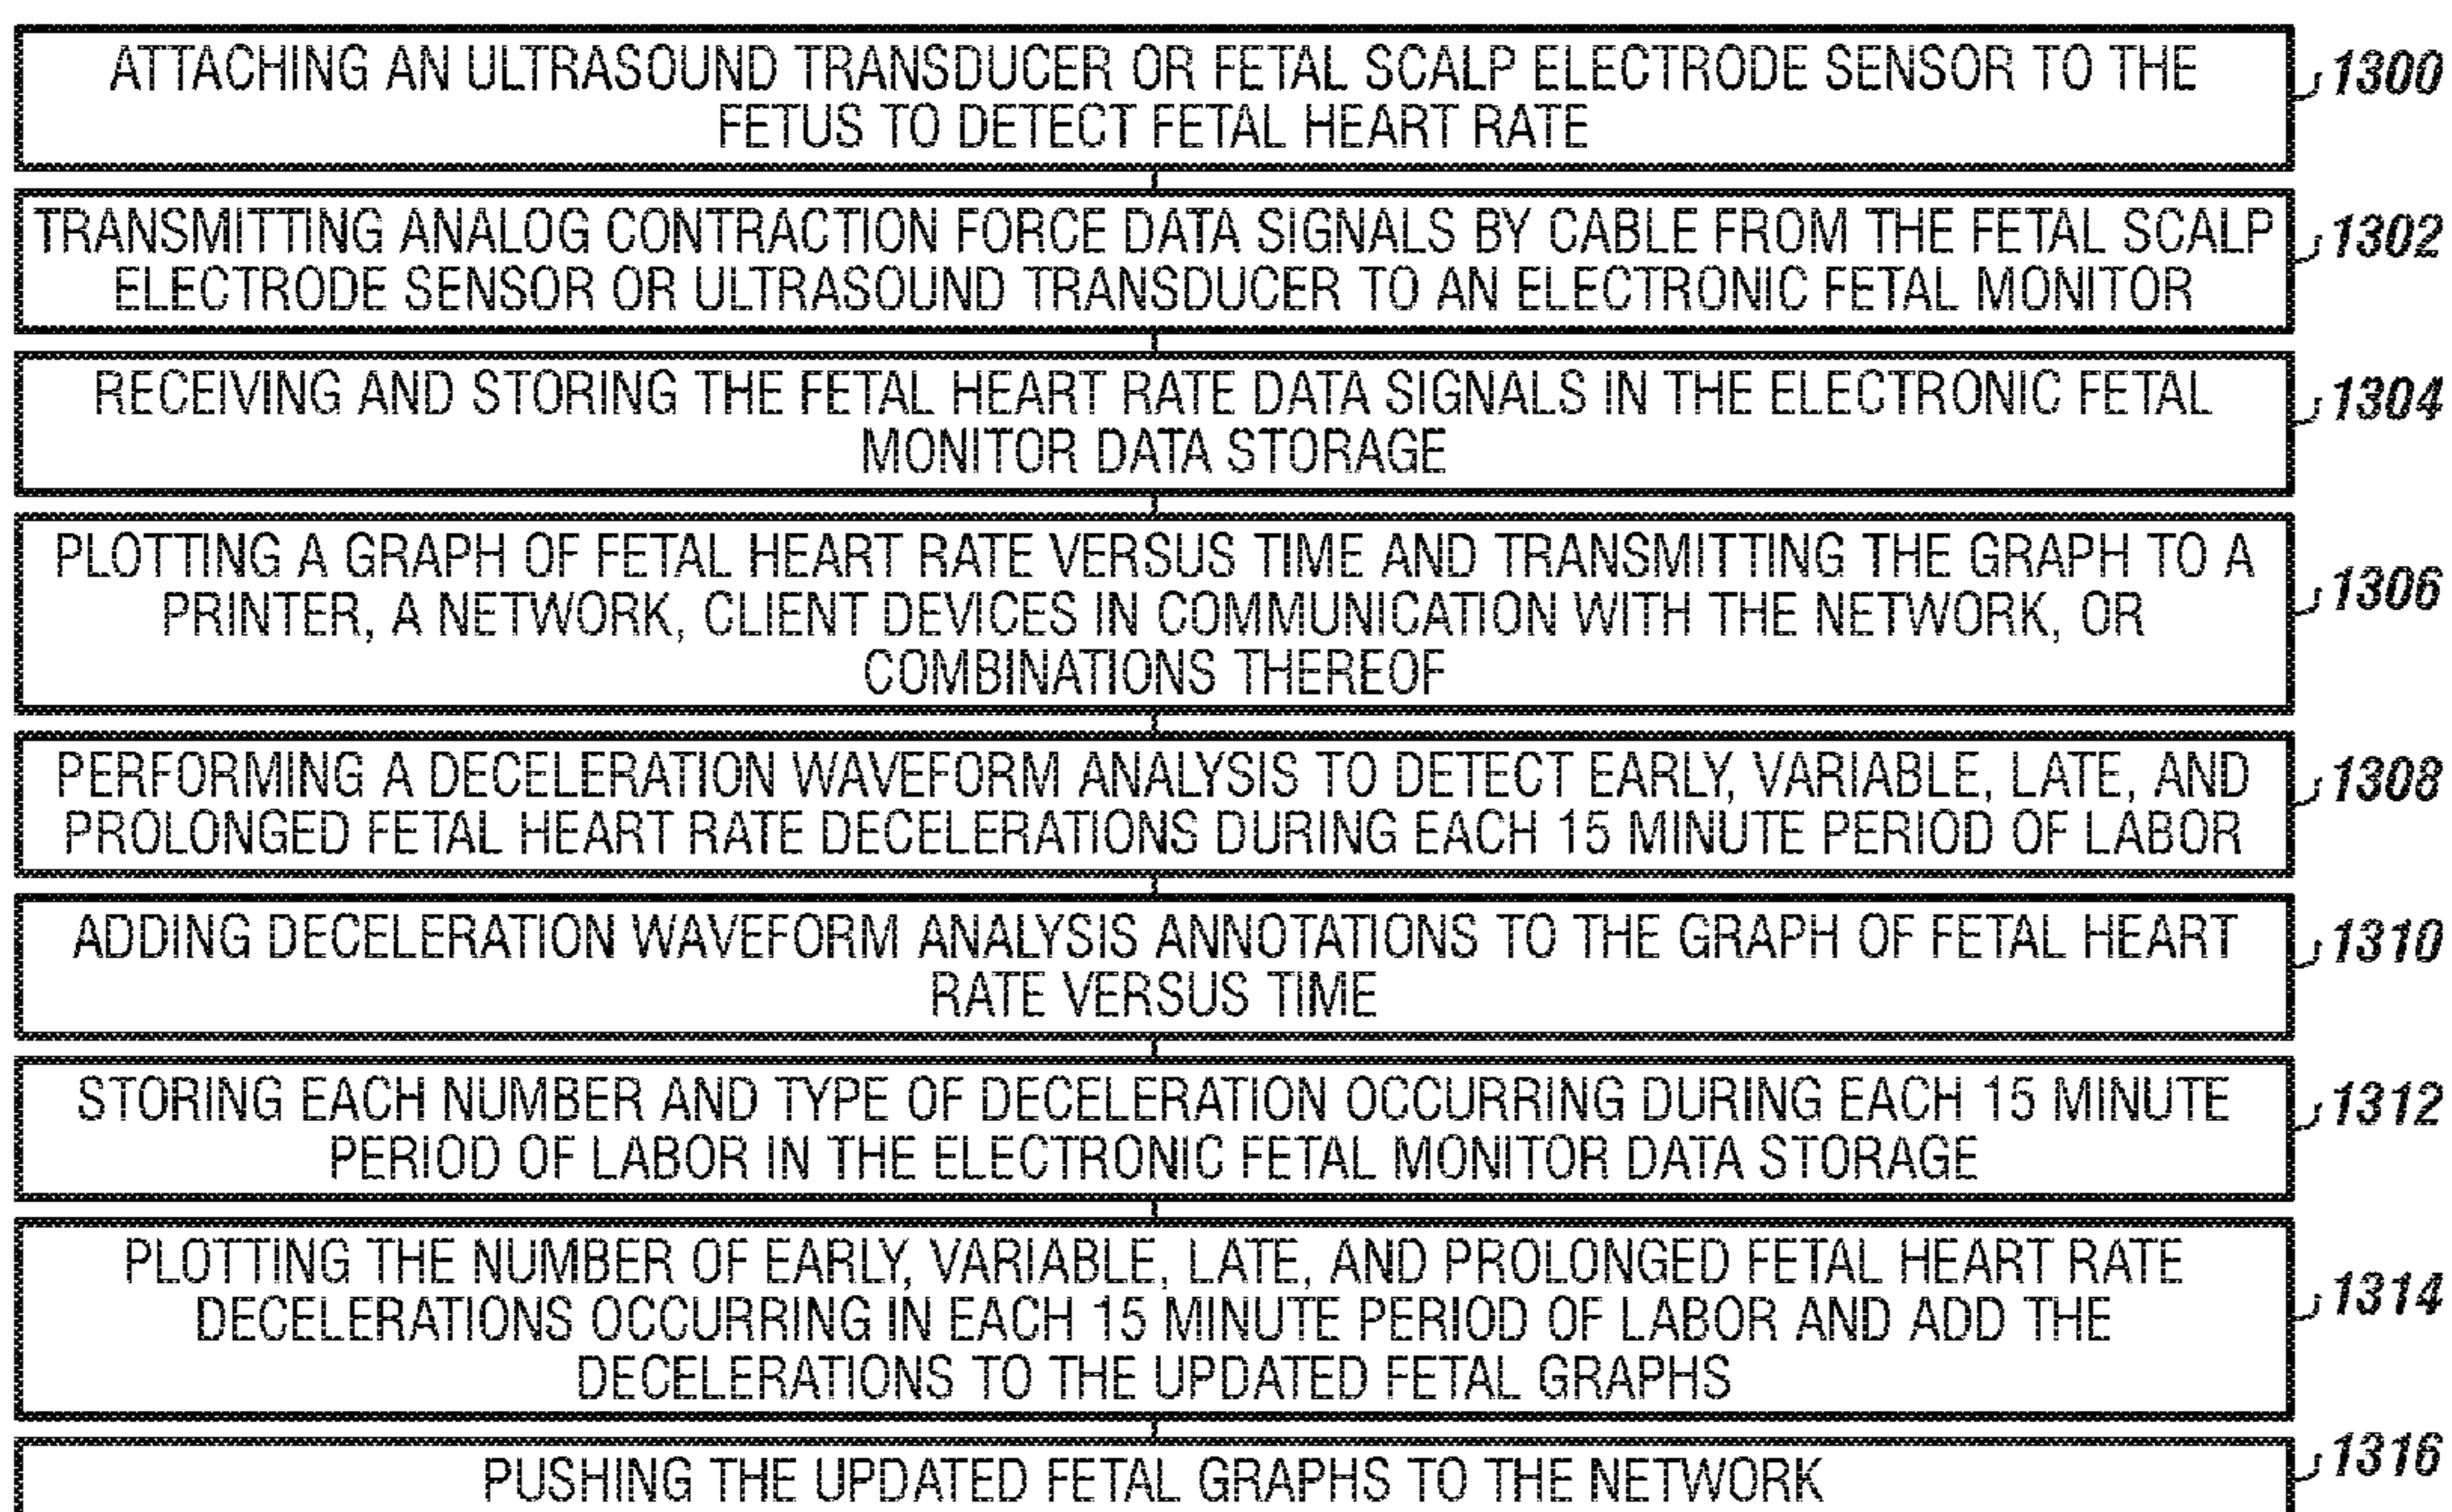 ATTACHING AN ULTRASOUND TRANSDUCER OR FETAL SCALP ELECTRODE SENSOR TO THE
FETUS TO DETECT FETAL HEART RATE
1300
TRANSMITTING ANALOG CONTRACTION FORCE DATA SIGNALS BY CABLE FROM THE FETAL SCALP
ELECTRODE SENSOR OR ULTRASOUND TRANSDUCER TO AN ELECTRONIC FETAL MONITOR
1302
RECEIVING AND STORING THE FETAL HEART RATE DATA SIGNALS IN THE ELECTRONIC FETAL
MONITOR DATA STORAGE
1304
PLOTTING A GRAPH OF FETAL HEART RATE VERSUS TIME AND TRANSMITTING THE GRAPH TO A
PRINTER, A NETWORK, CLIENT DEVICES IN COMMUNICATION WITH THE NETWORK, OR
COMBINATIONS THEREOF
1306
PERFORMING A DECELERATION WAVEFORM ANALYSIS TO DETECT EARLY, VARIABLE, LATE, AND
PROLONGED FETAL HEART RATE DECELERATIONS DURING EACH 15 MINUTE PERIOD OF LABOR
1308
ADDING DECELERATION WAVEFORM ANALYSIS ANNOTATIONS TO THE GRAPH OF FETAL HEART
RATE VERSUS TIME
1310
STORING EACH NUMBER AND TYPE OF DECELERATION OCCURRING DURING EACH 15 MINUTE
PERIOD OF LABOR IN THE ELECTRONIC FETAL MONITOR DATA STORAGE
1312
PLOTTING THE NUMBER OF EARLY, VARIABLE, LATE, AND PROLONGED FETAL HEART RATE
DECELERATIONS OCCURRING IN EACH 15 MINUTE PERIOD OF LABOR AND ADD THE
DECELERATIONS TO THE UPDATED FETAL GRAPHS
1314
PUSHING THE UPDATED FETAL GRAPHS TO THE NETWORK
1316